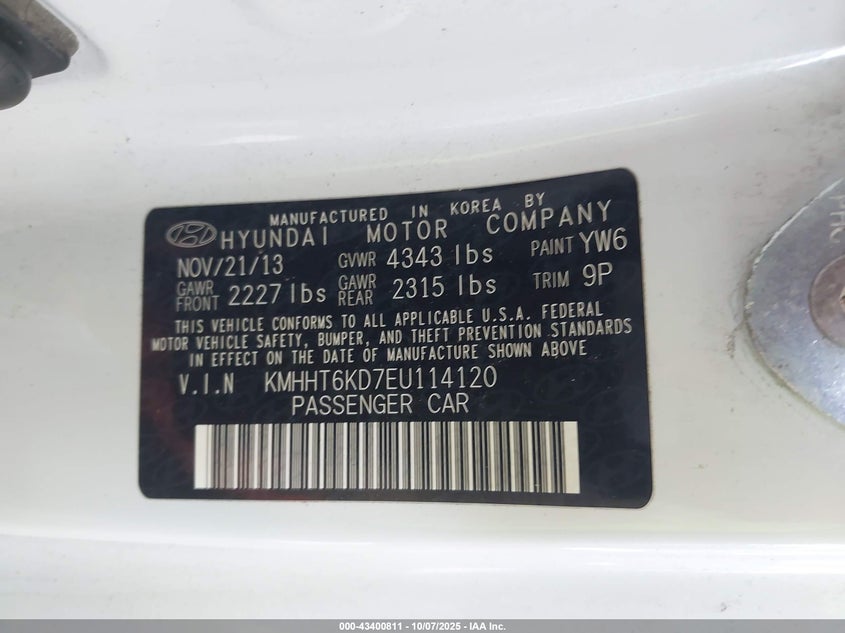 MANUFACTURED IN KOREA BY
HYUNDAI MOTOR COMPANY
NOV/21/13 GVWR 4343 lbs PAINT YW6
GAWR FRONT 2227 lbs GAWR REAR 2315 lbs TRIM 9P
THIS VEHICLE CONFORMS TO ALL APPLICABLE U.S.A. FEDERAL
MOTOR VEHICLE SAFETY, BUMPER, AND THEFT PREVENTION STANDARDS
IN EFFECT ON THE DATE OF MANUFACTURE SHOWN ABOVE
V.I.N KMHHT6KD7EU114120
PASSENGER CAR
000-43400811 - 10/07/2025 - IAA Inc.